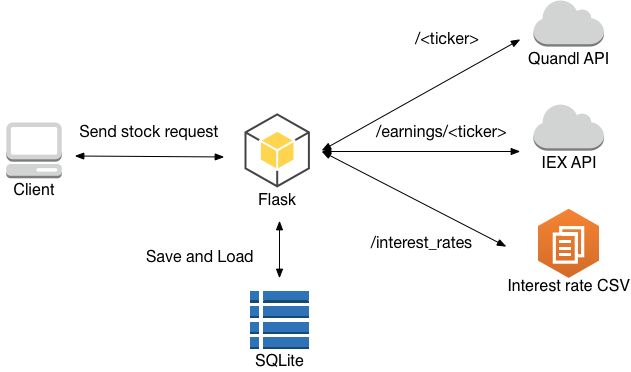 /<ticker>
Quandl API
Send stock request
/earnings/<ticker>
IEX API
Client
Flask
/interest_rates
Save and Load
Interest rate CSV
SQLite